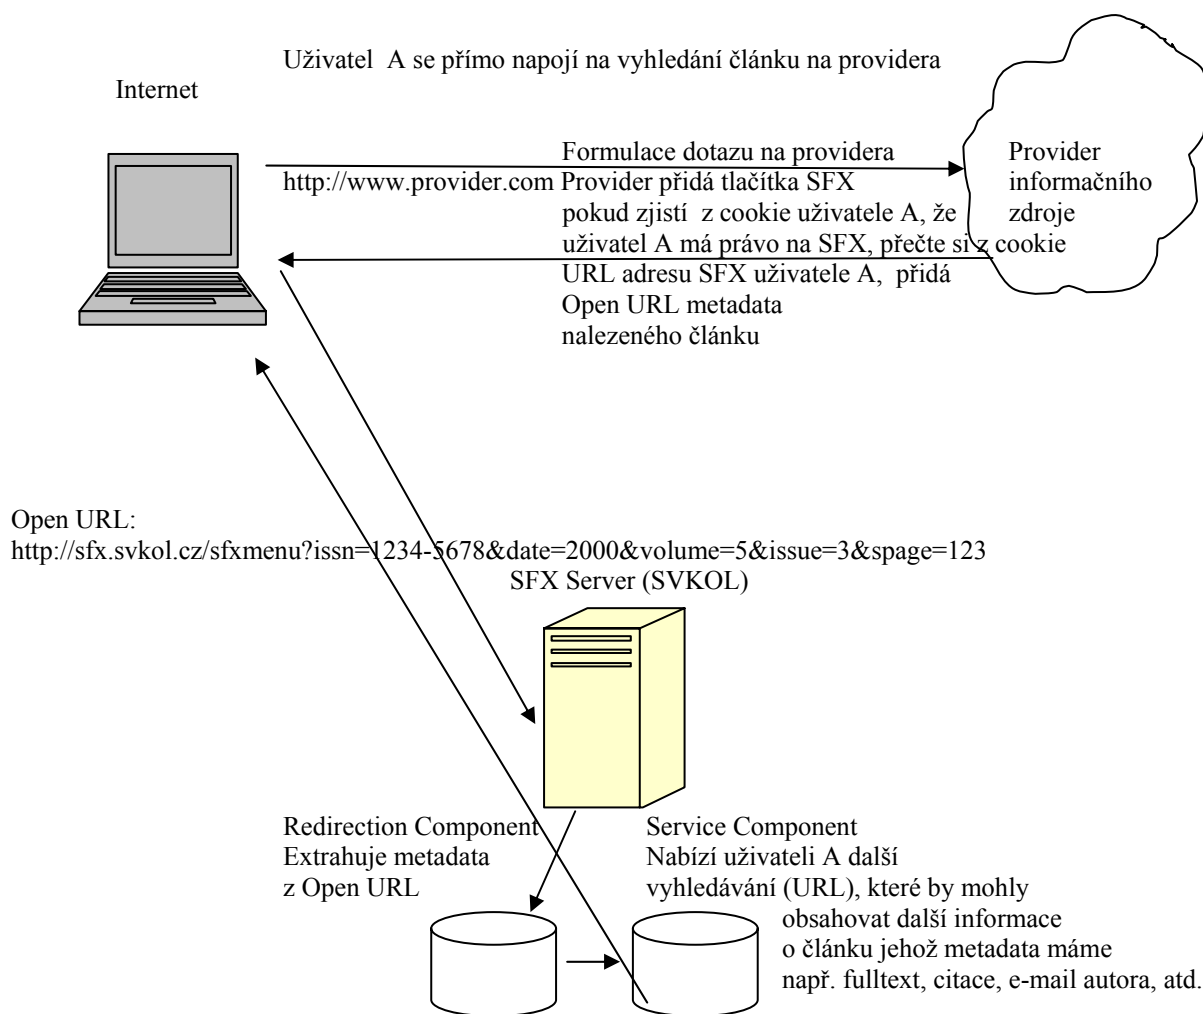 Uživatel A se přímo napojí na vyhledání článku na providera
Internet
Formulace dotazu na providera
http://www.provider.com Provider přidá tlačítka SFX
pokud zjistí z cookie uživatele A, že
uživatel A má právo na SFX, přečte si z cookie
URL adresu SFX uživatele A, přidá
Open URL metadata
nalezeného článku
Provider
informačního
zdroje
Open URL:
http://sfx.svkol.cz/sfxmenu?issn=1234-5678&date=2000&volume=5&issue=3&spage=123
SFX Server (SVKOL)
Redirection Component
Extrahuje metadata
z Open URL
Service Component
Nabízí uživateli A další
vyhledávání (URL), které by mohly
obsahovat další informace
o článku jehož metadata máme
např. fulltext, citace, e-mail autora, atd.